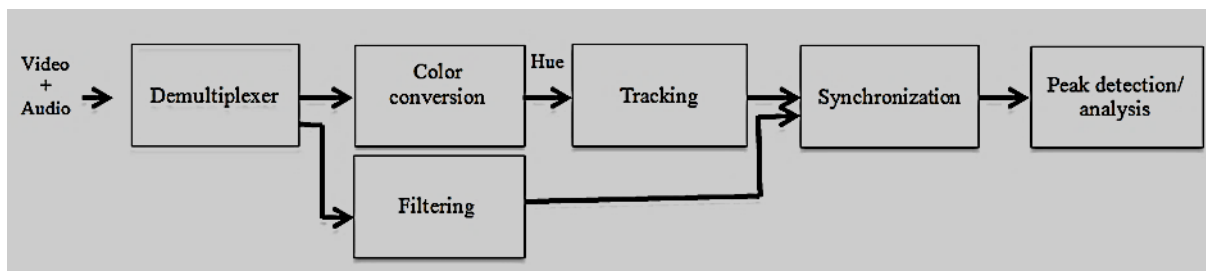 Video
+
Audio
Demultiplexer
Color
conversion
Hue
Tracking
Synchronization
Peak detection/
analysis
Filtering